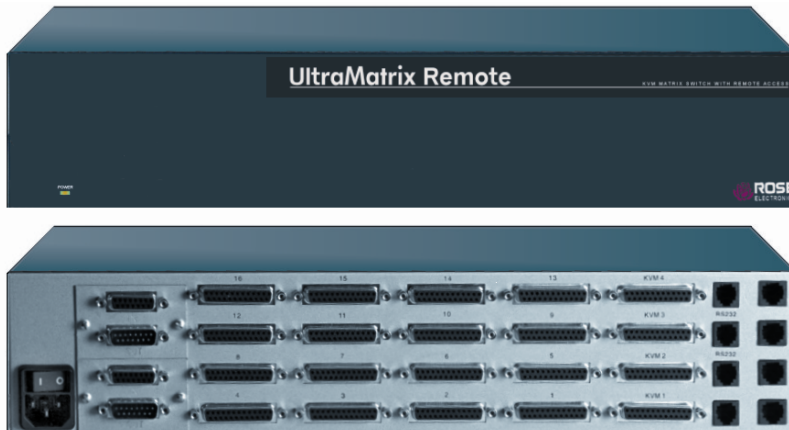 UltraMatrix Remote
KVM MATRIX SWITCH WITH REMOTE ACCESS
POWER
ROSE
ELECTRONI
16 15 14 13 KVM 4
RS232
12 11 10 9 KVM 3
RS232
8 7 6 5 KVM 2
4 3 2 1 KVM 1
I O